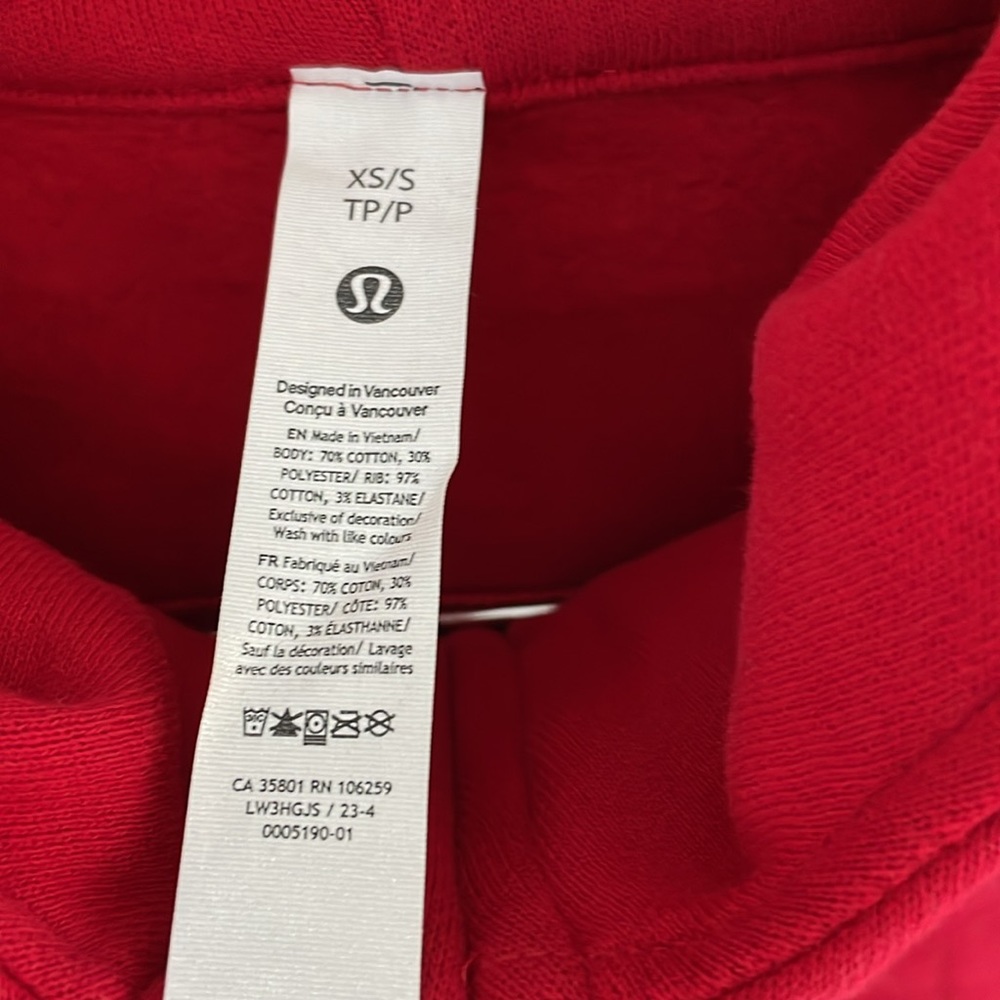 XS/S
TP/P
Designed in Vancouver
Conçu à Vancouver
EN Made in Vietnam/
BODY: 70% COTTON, 30%
POLYESTER/ RIB: 97%
COTTON, 3% ELASTANE/
Exclusive of decoration/
Wash with like colours
FR Fabriqué au Vietnam/
CORPS: 70% COTON, 30%
POLYESTER/ CÔTE: 97%
COTON, 3% ÉLASTHANNE/
Sauf la décoration/ Lavage
avec des couleurs similaires
CA 35801 RN 106259
LW3HGJS / 23-4
0005190-01